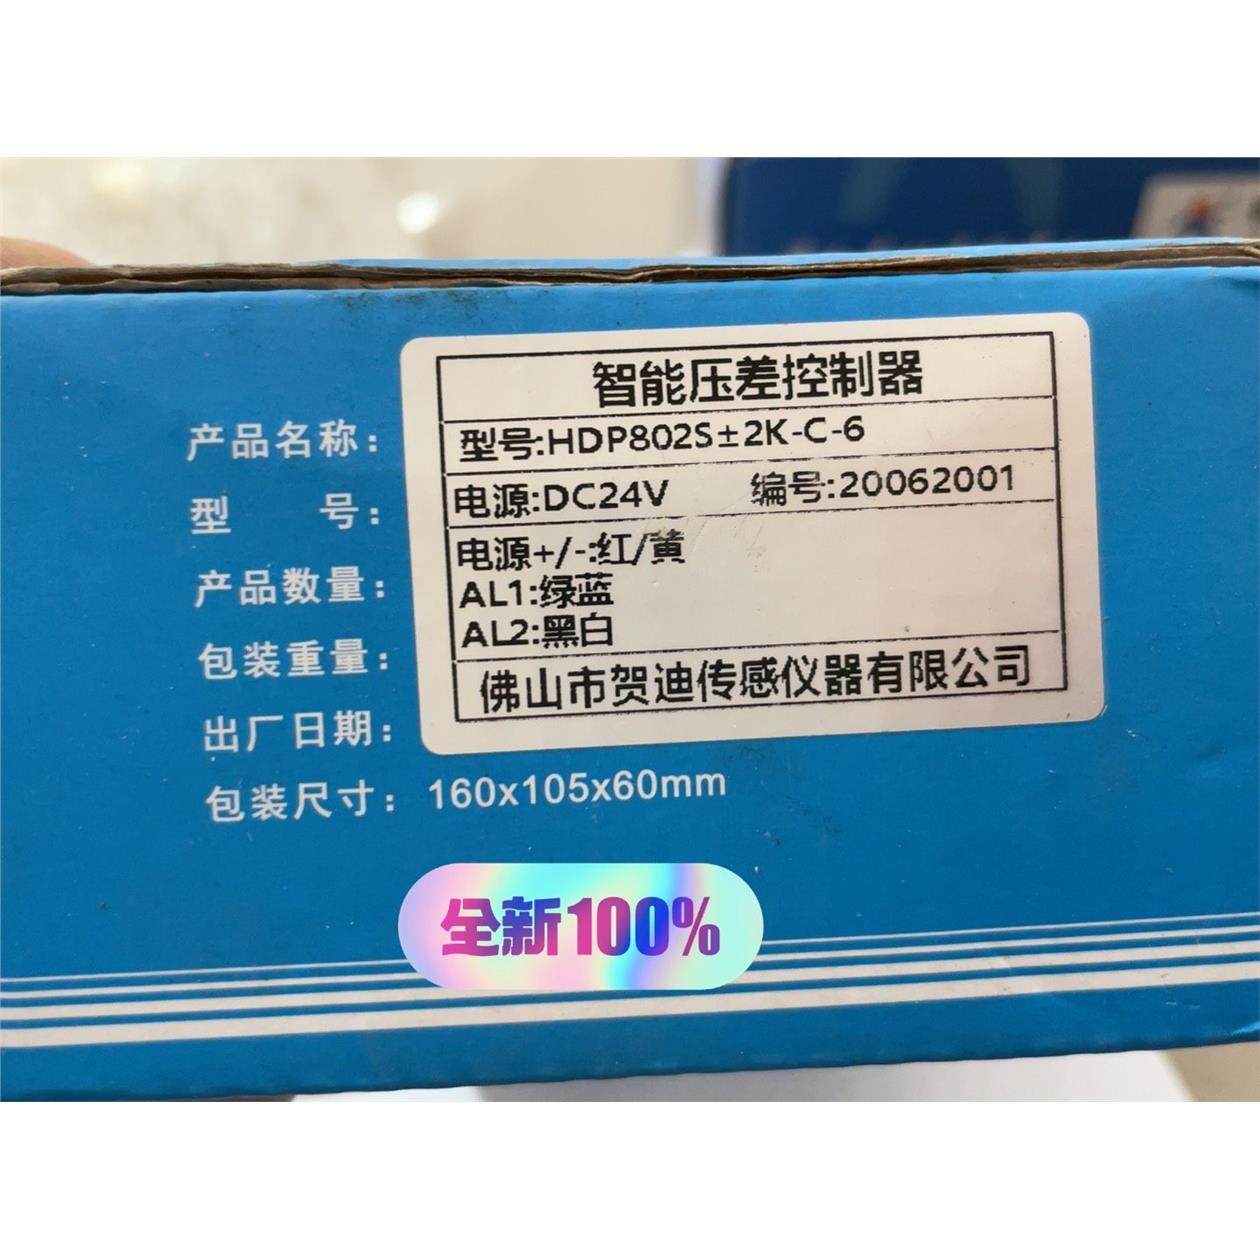 智能压差控制器
产品名称：
型号:HDP802S±2K-C-6
型 号：
电源:DC24V 编号:20062001
电源+/-:红/黄
产品数量：
AL1:绿蓝
AL2:黑白
包装重量：
佛山市贺迪传感仪器有限公司
出厂日期：
包装尺寸：160x105x60mm
全新100%